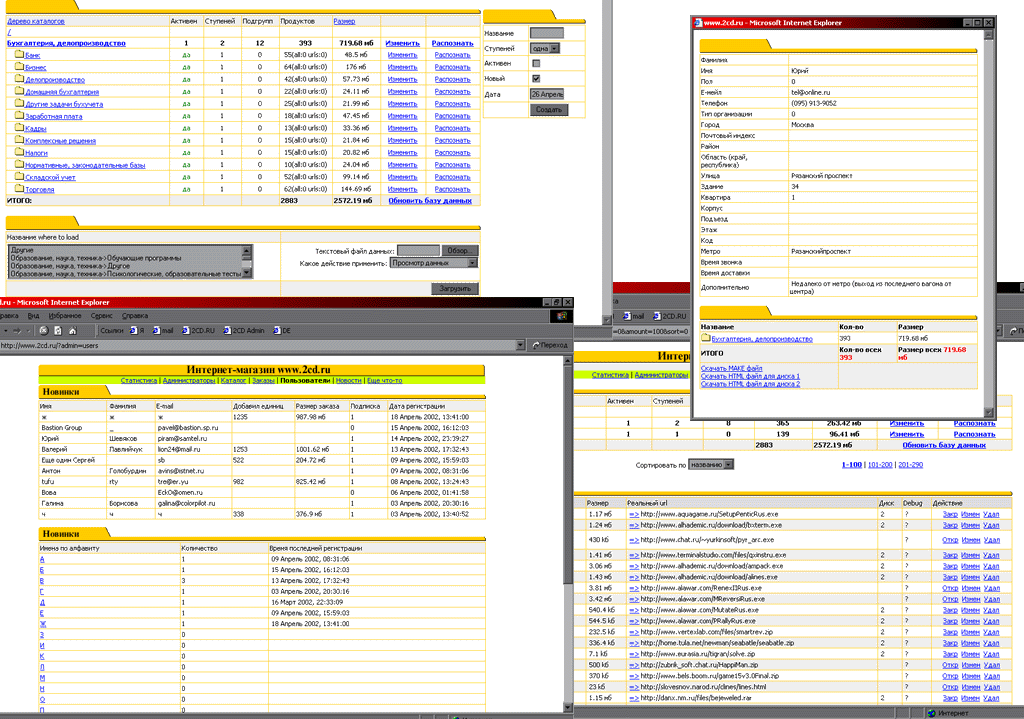 Дерево каталогов Активен Ступеней Подгрупп Продуктов Размер
/
Бухгалтерия, делопроизводство 1 2 12 393 719.68 мб Изменить Распознать
Банк да 1 0 55(all:0 urls:0) 48.5 мб Изменить Распознать
Бизнес да 1 0 64(all:0 urls:0) 176 мб Изменить Распознать
Делопроизводство да 1 0 42(all:0 urls:0) 57.73 мб Изменить Распознать
Домашняя бухгалтерия да 1 0 22(all:0 urls:0) 24.11 мб Изменить Распознать
Другие задачи бухучета да 1 0 25(all:0 urls:0) 21.99 мб Изменить Распознать
Заработная плата да 1 0 18(all:0 urls:0) 47.45 мб Изменить Распознать
Кадры да 1 0 13(all:0 urls:0) 33.36 мб Изменить Распознать
Комплексные решения да 1 0 15(all:0 urls:0) 21.84 мб Изменить Распознать
Налоги да 1 0 15(all:0 urls:0) 20.82 мб Изменить Распознать
Нормативные, законодательные базы да 1 0 10(all:0 urls:0) 24.04 мб Изменить Распознать
Складской учет да 1 0 52(all:0 urls:0) 99.14 мб Изменить Распознать
Торговля да 1 0 62(all:0 urls:0) 144.69 мб Изменить Распознать
ИТОГО: 2883 2572.19 мб Обновить базу данных
Название
Ступеней одна
Активен
Новый
Дата 26 Апрель
Создать
Название where to load
Другие
Образование, наука, техника->Обучающие программы
Образование, наука, техника->Другое
Образование, наука, техника->Психологические, образовательные тесты
Текстовый файл данных: Обзор...
Какое действие применить: Просмотр данных
Загрузить
www.2cd.ru - Microsoft Internet Explorer
Фамилия
Имя Юрий
Пол 0
Е-мейл tel@online.ru
Телефон (095) 913-9052
Тип организации 0
Город Москва
Почтовый индекс
Район
Область (край,
республика)
Улица Рязанский проспект
Здание 34
Квартира 1
Корпус
Подъезд
Этаж
Код
Метро Рязанскийпроспект
Время звонка
Время доставки
Дополнительно Недалеко от метро (выход из последнего вагона от
центра)
Название Кол-во Размер
Бухгалтерия, делопроизводство 393 719.68 мб
ИТОГО Кол-во всех 393 Размер всех 719.68 мб
Скачать MAKE файл
Скачать HTML файл для диска 1
Скачать HTML файл для диска 2
d.ru - Microsoft Internet Explorer
равка Вид Избранное Сервис Справка
Ссылки Я mail 2CD.RU 2CD Admin DE
http://www.2cd.ru/?admin=users Переход
Интернет-магазин www.2cd.ru
Статистика | Администраторы | Каталог | Заказы | Пользователи | Новости | Еще что-то
Новинки
Имя Фамилия E-mail Добавил единиц Размер заказа Подписка Дата регистрации
ж ж ж 1235 987.98 мб 1 18 Апрель 2002, 13:41:00
Bastion Group _ pavel@bastion.sp.ru 0 15 Апрель 2002, 16:12:03
Юрий Шевяков piram@samtel.ru 1 14 Апрель 2002, 23:39:27
Валерий Павлийчук lion24@mail.ru 1253 1001.62 мб 1 13 Апрель 2002, 17:32:43
Еще один Сергей sb 522 204.72 мб 1 09 Апрель 2002, 15:59:03
Антон Голобурдин avins@istnet.ru 1 09 Апрель 2002, 08:31:06
tufu rty tre@er.yu 982 825.42 мб 1 08 Апрель 2002, 13:24:43
Вова EckO@omen.ru 0 06 Апрель 2002, 01:41:58
Галина Борисова galina@colorpilot.ru 1 03 Апрель 2002, 20:30:16
ч ч ч 338 376.9 мб 1 03 Апрель 2002, 13:40:52
Новинки
Имена по алфавиту Количество Время последней регистрации
А 1 09 Апрель 2002, 08:31:06
Б 1 15 Апрель 2002, 16:12:03
В 3 13 Апрель 2002, 17:32:43
Г 1 03 Апрель 2002, 20:30:16
Д 1 16 Март 2002, 22:33:09
Е 1 09 Апрель 2002, 15:59:03
Ж 1 18 Апрель 2002, 13:41:00
З 0
И 0
К 0
Л 0
М 0
Н 0
О 0
П 0
mail 2CD.RU
=0&amount=100&sort=0
Интер
Статистика | Администраторы
Активен Ступеней
1 2 8 365 263.42 мб Изменить Распознать
1 1 0 139 96.41 мб Изменить Распознать
2883 2572.19 мб Обновить базу данных
Сортировать по названию 1-100 | 101-200 | 201-290
Размер Реальный url Диск Debug Действие
1.17 мб => http://www.aquagame.ru/SetupPenticRus.exe 2 ? Закр Измен Удал
1.24 мб => http://www.alhademic.ru/download/txterm.exe 2 ? Закр Измен Удал
430 kб => http://www.chat.ru/~yurkinsoft/pyr_arc.exe ? Откр Измен Удал
1.41 мб => http://www.terminalstudio.com/files/qxinstru.exe 2 ? Закр Измен Удал
3.06 мб => http://www.alhademic.ru/download/ampack.exe 2 ? Закр Измен Удал
1.43 мб => http://www.alhademic.ru/download/alines.exe 2 ? Закр Измен Удал
3.81 мб => http://www.alawar.com/RenexIIRus.exe ? Откр Измен Удал
3.42 мб => http://www.alawar.com/MReversiRus.exe ? Откр Измен Удал
540.4 kб => http://www.alawar.com/MutateRus.exe 2 ? Закр Измен Удал
544.5 kб => http://www.alawar.com/PRallyRus.exe 2 ? Закр Измен Удал
232.5 kб => http://www.vertexlab.com/files/smartrev.zip 2 ? Закр Измен Удал
336.4 kб => http://home.tula.net/newman/seabatle/seabatle.zip 2 ? Закр Измен Удал
7.1 kб => http://www.eurasia.ru/tigran/solve.zip 2 ? Закр Измен Удал
500 kб => http://zubrik_soft.chat.ru/HappiMan.zip ? Откр Измен Удал
370 kб => http://www.bels.boom.ru/game15v3.0Final.zip ? Откр Измен Удал
23 kб => http://slovesnov.narod.ru/clines/lines.html ? Откр Измен Удал
1.15 мб => http://danx.nm.ru/files/bejeweled.rar 2 ? Закр Измен Удал
Интернет